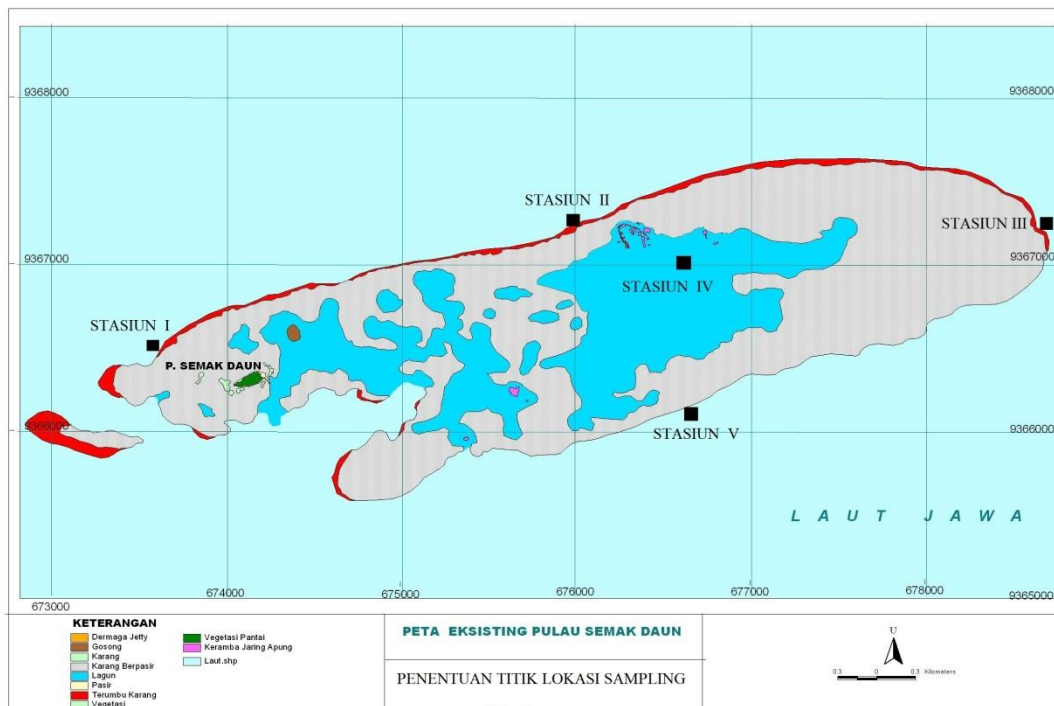 9368000 9368000
STASIUN II
STASIUN III
9367000 9367000
STASIUN IV
STASIUN I
P. SEMAK DAUN
9366000 9366000
STASIUN V
LAUT JAWA
673000 674000 675000 676000 677000 678000 9365000
KETERANGAN
Dermaga Jetty
Gosong
Karang
Karang Berpasir
Lagun
Pasir
Terumbu Karang
Vegetasi
Vegetasi Pantai
Keramba Jaring Apung
Laut.shp
PETA EKSISTING PULAU SEMAK DAUN
PENENTUAN TITIK LOKASI SAMPLING
U
0.3 0 0.3 Kilometers